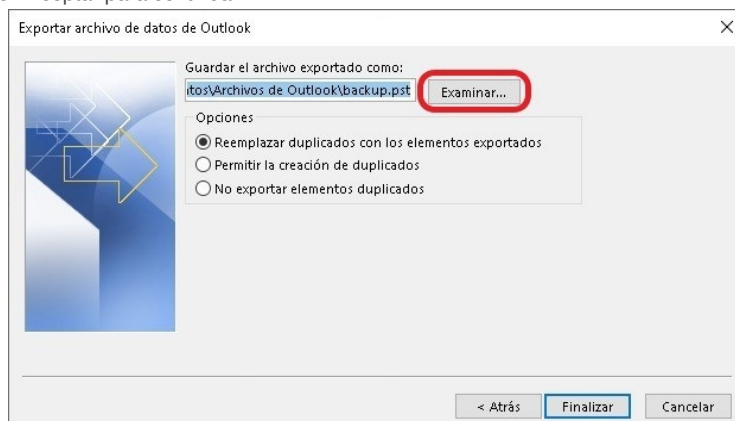 Exportar archivo de datos de Outlook
Guardar el archivo exportado como:
itos\Archivos de Outlook\backup.pst
Examinar...
Opciones
Reemplazar duplicados con los elementos exportados
Permitir la creación de duplicados
No exportar elementos duplicados
< Atrás
Finalizar
Cancelar